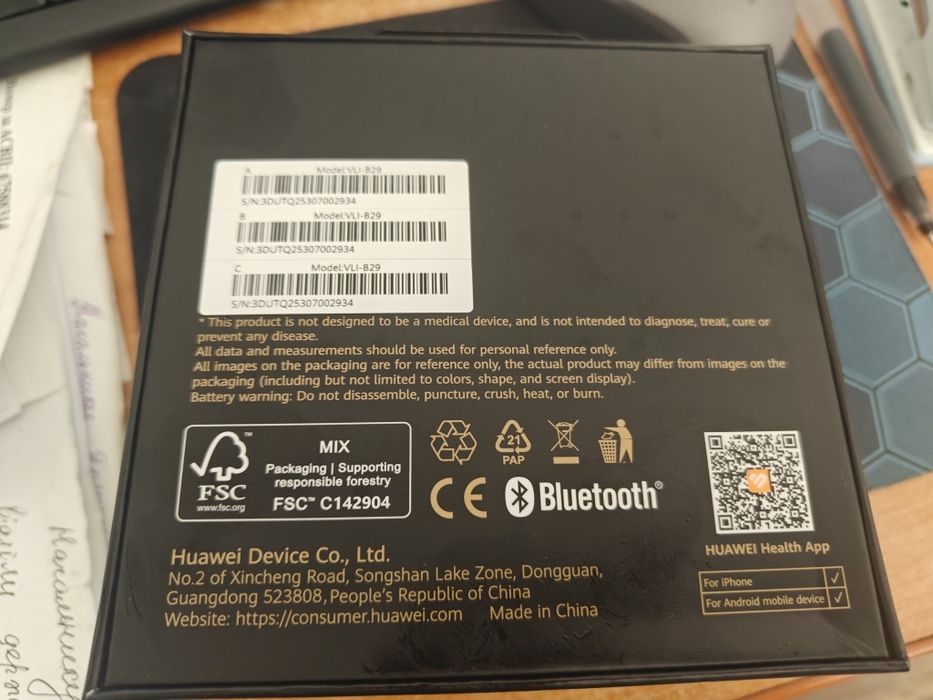 A Model:VLI-B29
S/N:3DUTQ25307002934
B Model:VLI-B29
S/N:3DUTQ25307002934
C Model:VLI-B29
S/N:3DUTQ25307002934
* This product is not designed to be a medical device, and is not intended to diagnose, treat, cure or
prevent any disease.
All data and measurements should be used for personal reference only.
All images on the packaging are for reference only, the actual product may differ from images on the
packaging (including but not limited to colors, shape, and screen display).
Battery warning: Do not disassemble, puncture, crush, heat, or burn.
FSC
www.fsc.org
MIX
Packaging | Supporting
responsible forestry
FSC™ C142904
21
PAP
CE
Bluetooth®
HUAWEI Health App
For iPhone ✓
For Android mobile device ✓
Huawei Device Co., Ltd.
No.2 of Xincheng Road, Songshan Lake Zone, Dongguan,
Guangdong 523808, People's Republic of China
Website: https://consumer.huawei.com Made in China